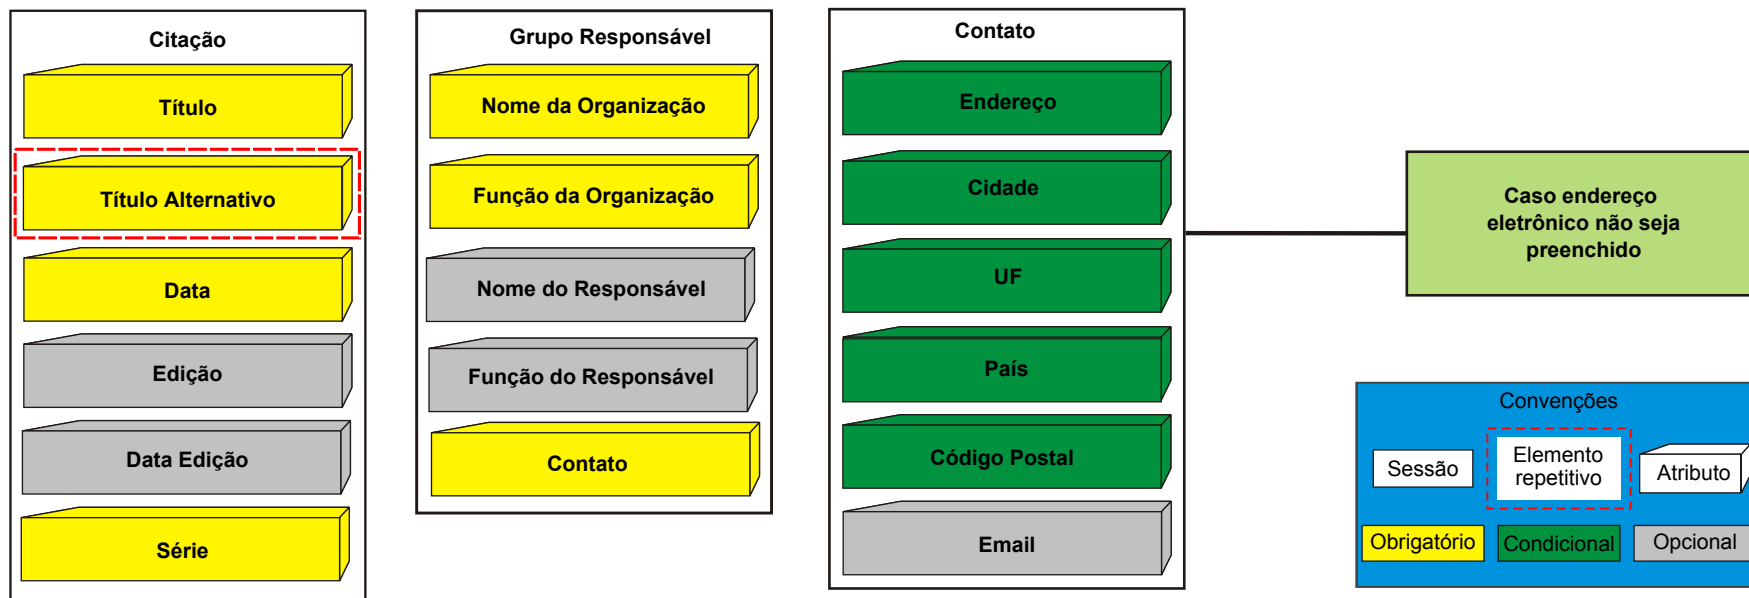 Citação
Título
Título Alternativo
Data
Edição
Data Edição
Série
Grupo Responsável
Nome da Organização
Função da Organização
Nome do Responsável
Função do Responsável
Contato
Contato
Endereço
Cidade
UF
País
Código Postal
Email
Caso endereço
eletrônico não seja
preenchido
Convenções
Sessão
Elemento
repetitivo
Atributo
Obrigatório
Condicional
Opcional